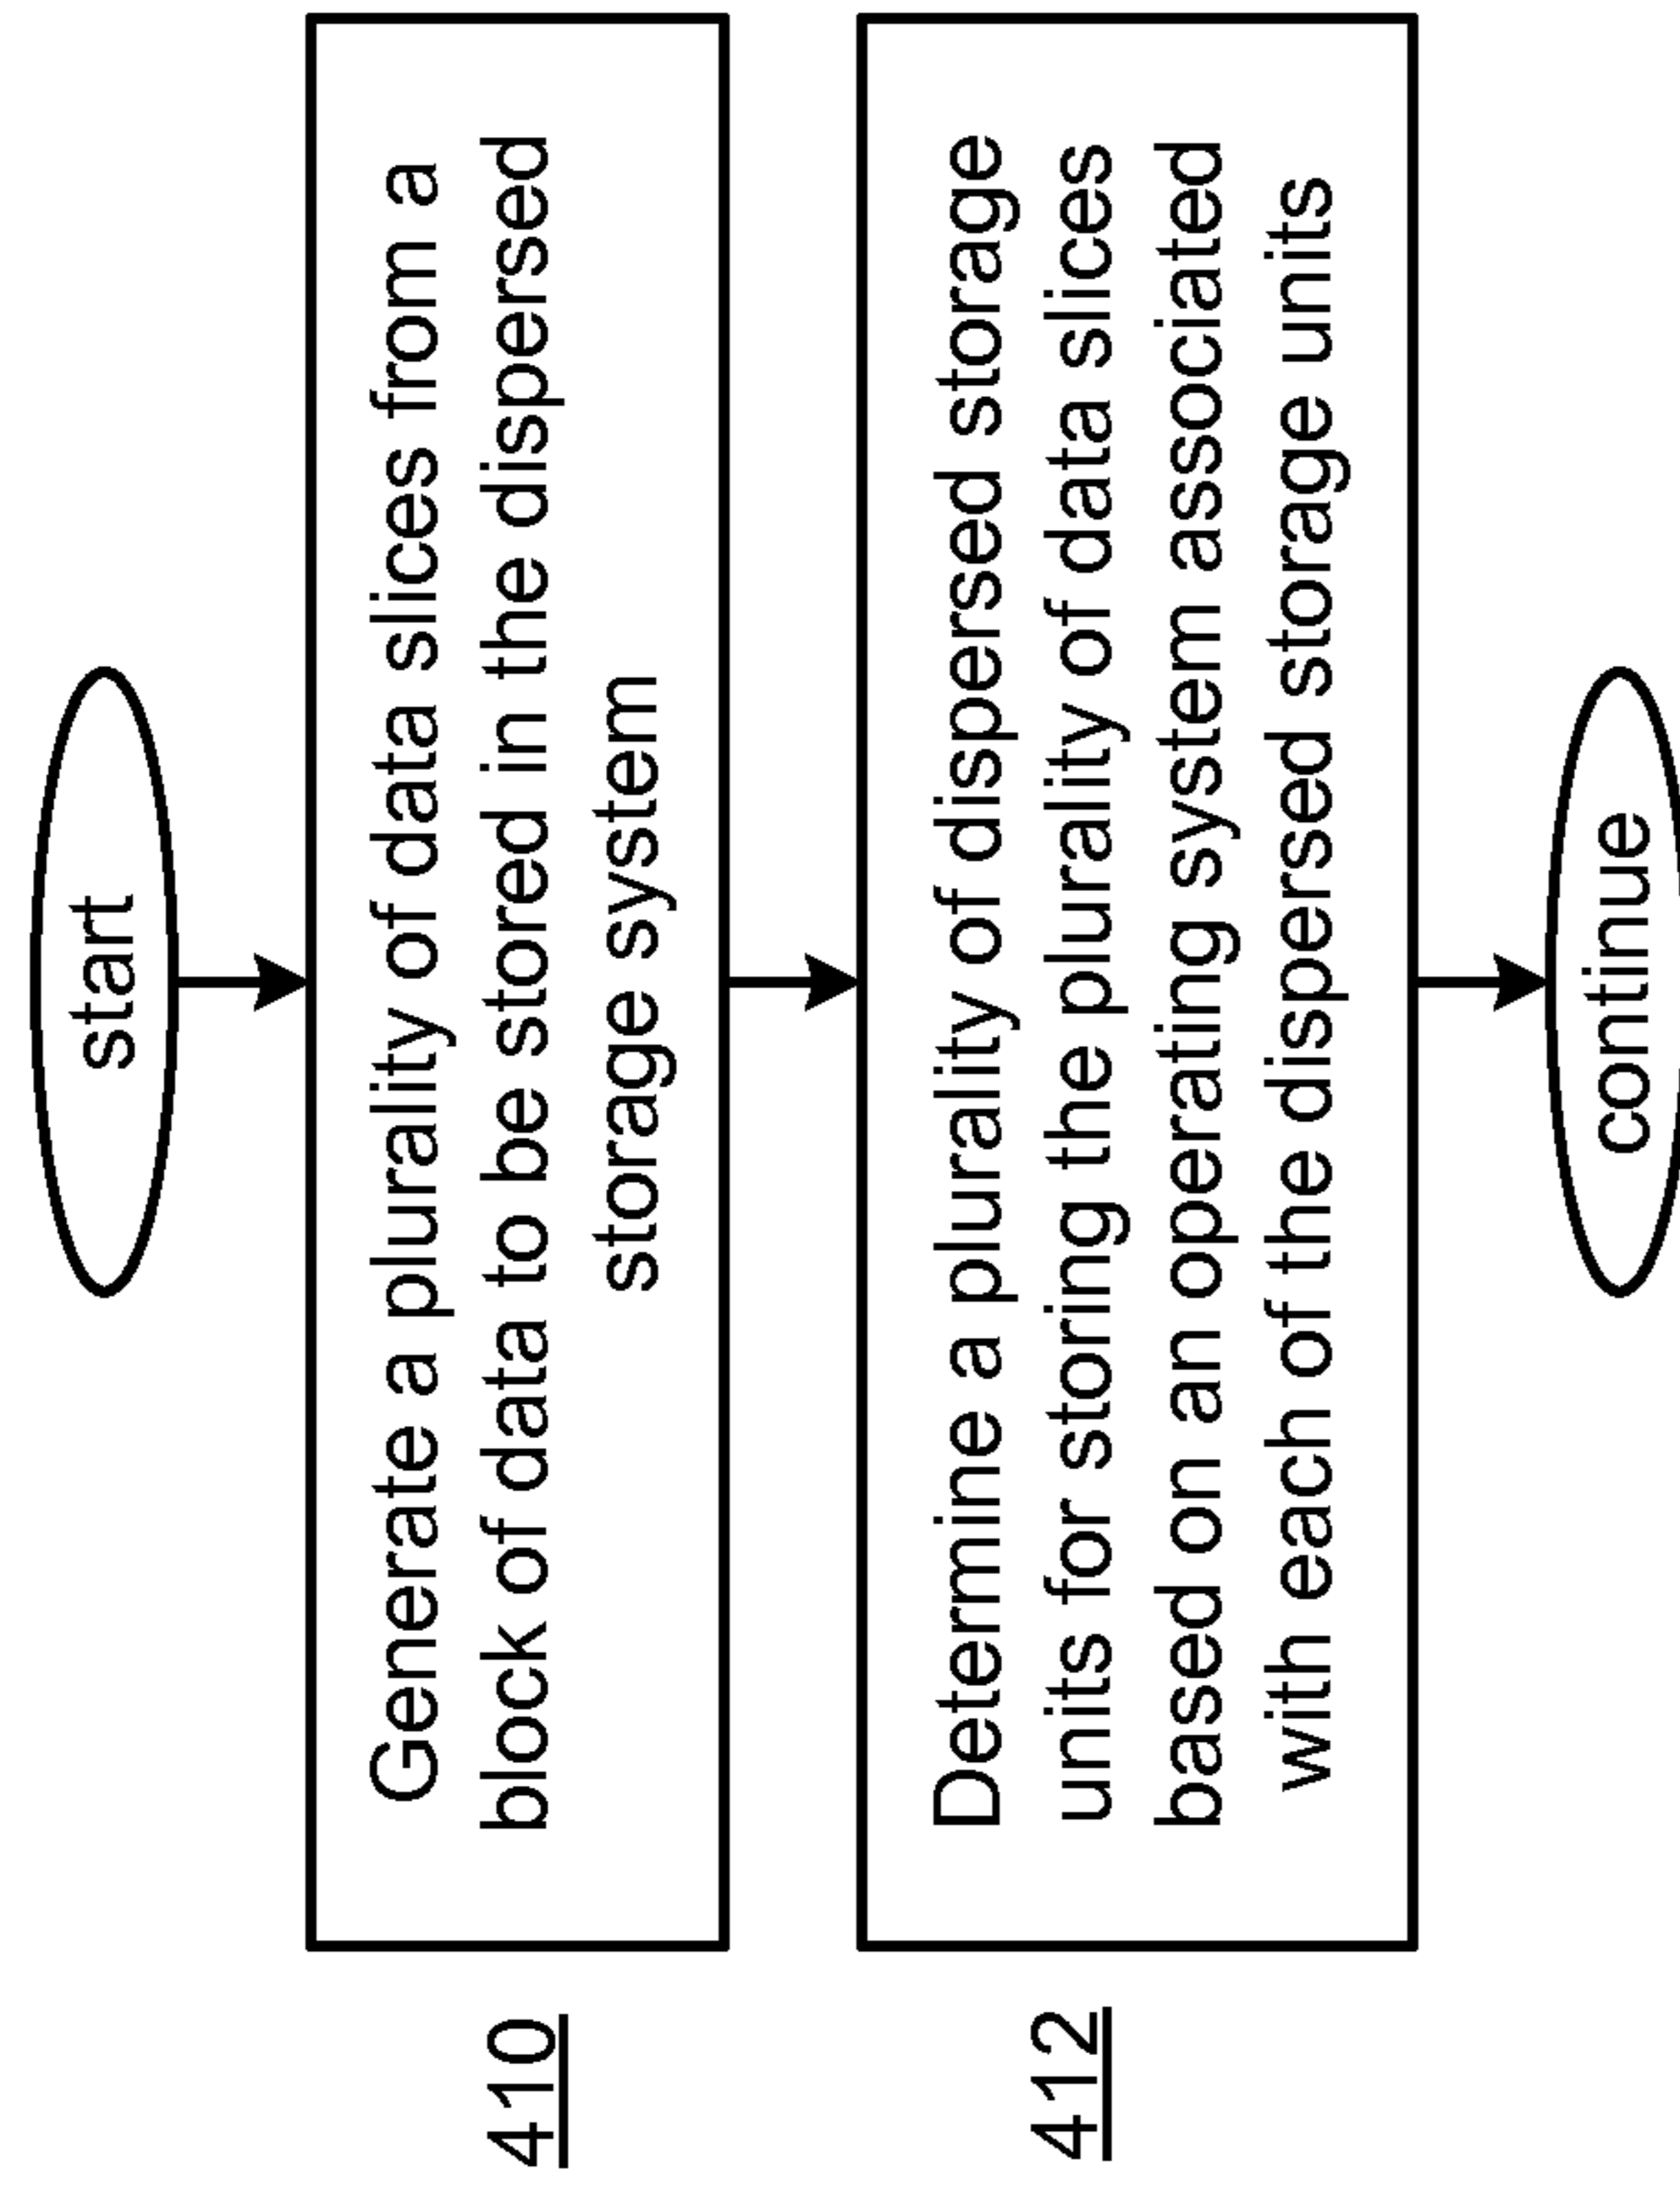 start
410
Generate a plurality of data slices from a
block of data to be stored in the dispersed
storage system
412
Determine a plurality of dispersed storage
units for storing the plurality of data slices
based on an operating system associated
with each of the dispersed storage units
continue